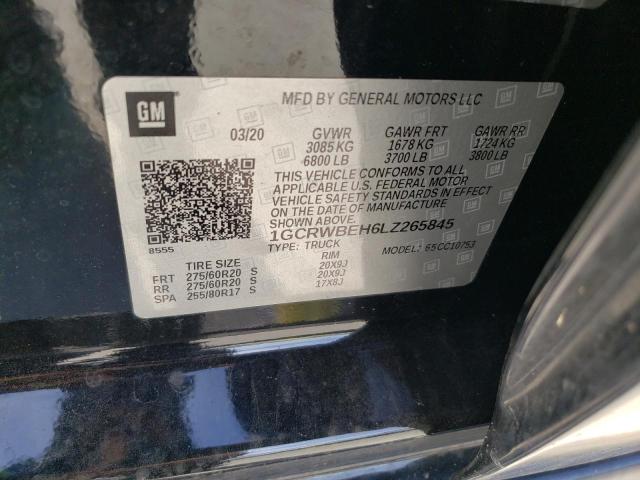 GM
MFD BY GENERAL MOTORS LLC
03/20 GVWR GAWR FRT GAWR RR
3085 KG 1678 KG 1724 KG
6800 LB 3700 LB 3800 LB
THIS VEHICLE CONFORMS TO ALL
APPLICABLE U.S. FEDERAL MOTOR
VEHICLE SAFETY STANDARDS IN EFFECT
ON THE DATE OF MANUFACTURE
SHOWN ABOVE.
1GCRWBEH6LZ265845
8555 TYPE: TRUCK MODEL: 65CC10753
TIRE SIZE RIM
FRT 275/60R20 S 20X9J
RR 275/60R20 S 20X9J
SPA 255/80R17 S 17X8J